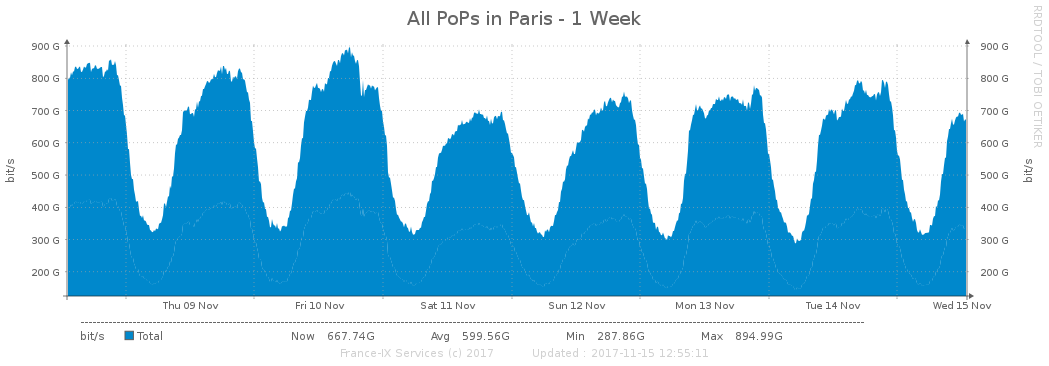 All PoPs in Paris - 1 Week
RRDTOOL / TOBI OETIKER
900 G 900 G
800 G 800 G
700 G 700 G
600 G 600 G
500 G 500 G
400 G 400 G
300 G 300 G
200 G 200 G
bit/s bit/s
Thu 09 Nov Fri 10 Nov Sat 11 Nov Sun 12 Nov Mon 13 Nov Tue 14 Nov Wed 15 Nov
bit/s Total Now 667.74G Avg 599.56G Min 287.86G Max 894.99G
France-IX Services (c) 2017 Updated : 2017-11-15 12:55:11